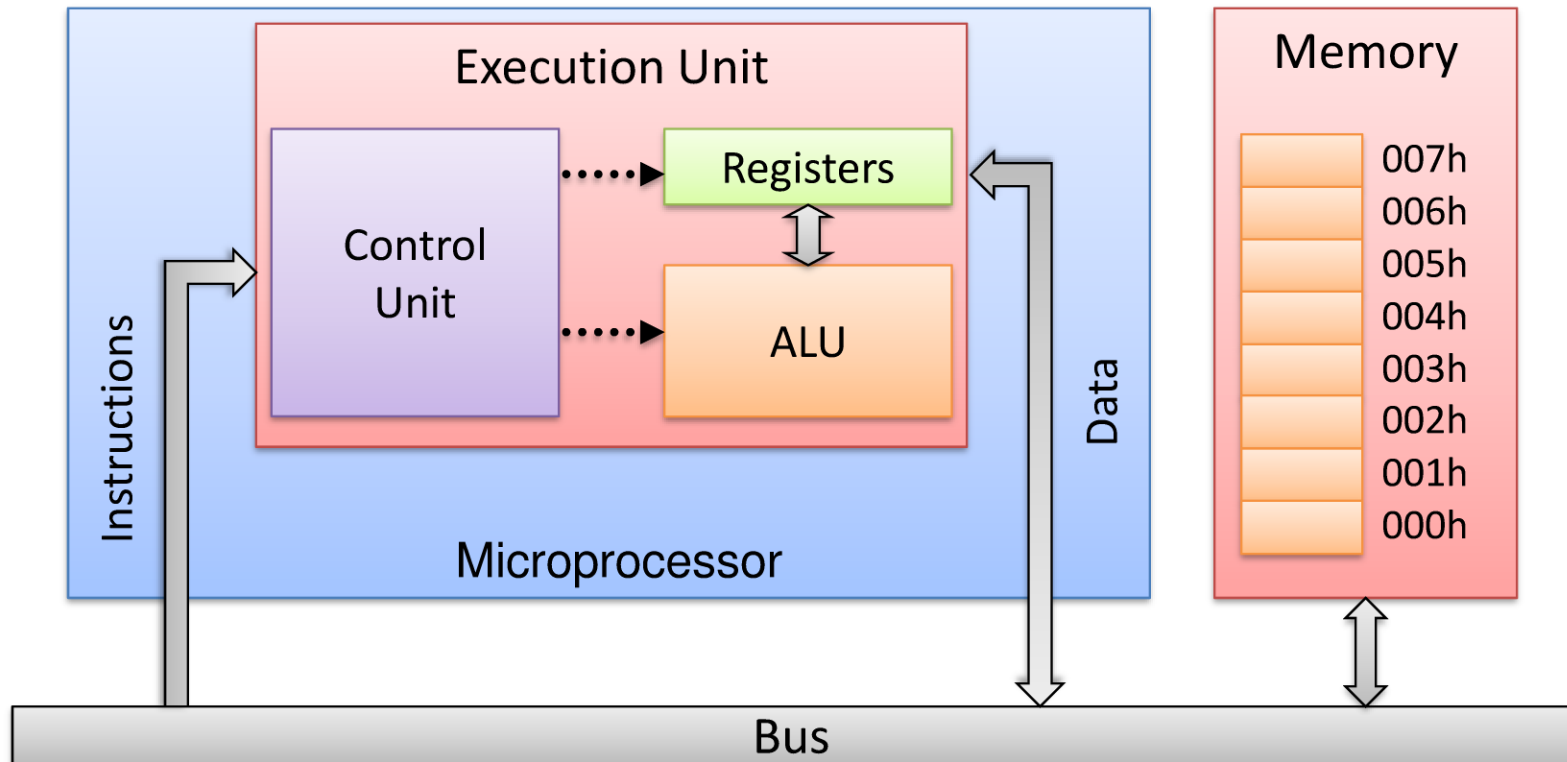 Execution Unit
Control
Unit
Registers
ALU
Instructions
Data
Microprocessor
Memory
007h
006h
005h
004h
003h
002h
001h
000h
Bus